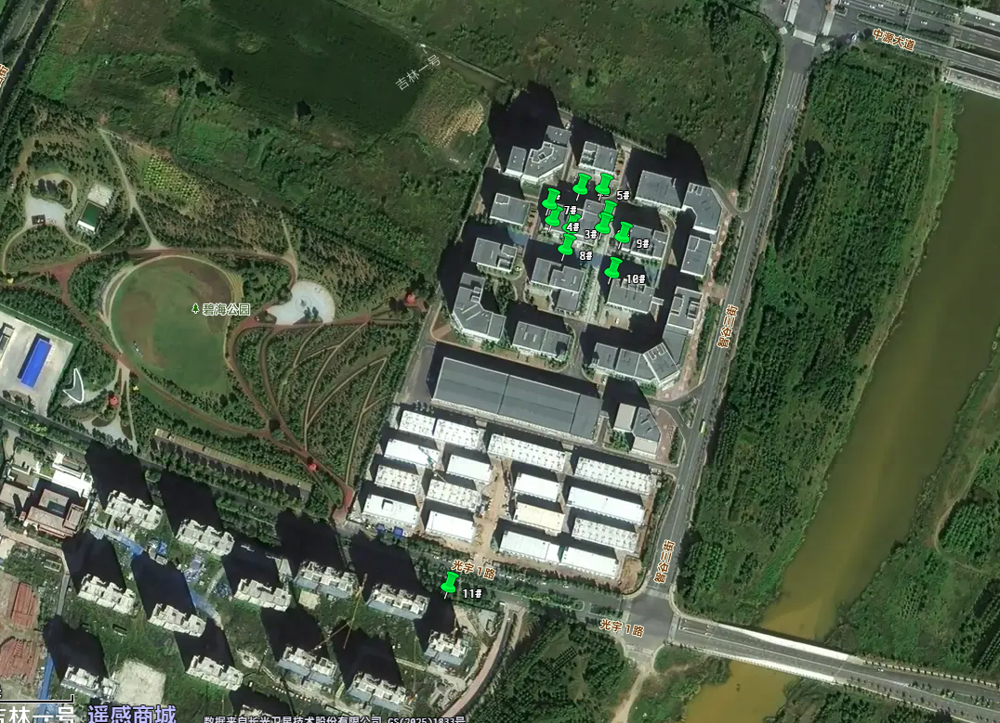 中源大道
吉林一号
5#
7#
4#
3#
9#
8#
10#
碧海公园
智谷二街
智谷二街
光宇１路
11#
光宇１路
吉林一号 遥感商城
数据来自长光卫星技术股份有限公司 GS(2025)1833号